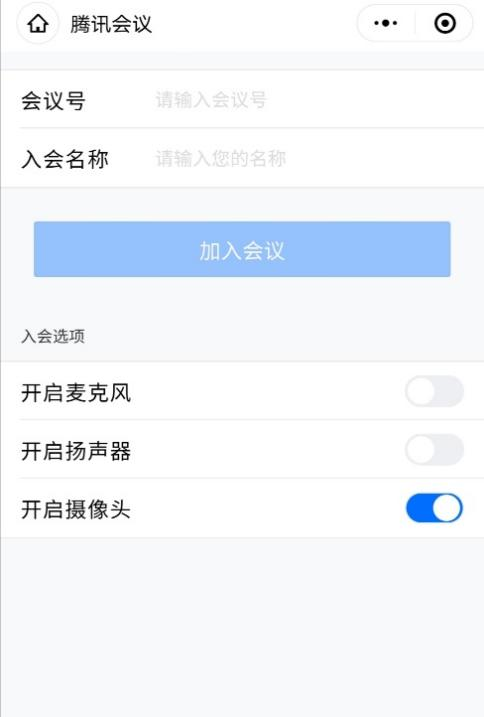 腾讯会议
会议号 请输入会议号
入会名称 请输入您的名称
加入会议
入会选项
开启麦克风
开启扬声器
开启摄像头